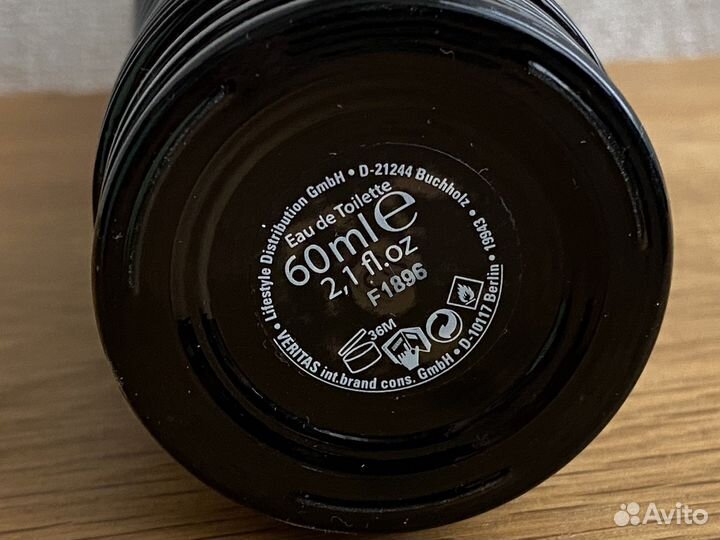 • Lifestyle Distribution GmbH • D-21244 Buchholz • 19943 •
Eau de Toilette
60ml e
2,1 fl.oz
F1896
36M
• VERITAS int.brand cons. GmbH • D-10117 Berlin •
Avito